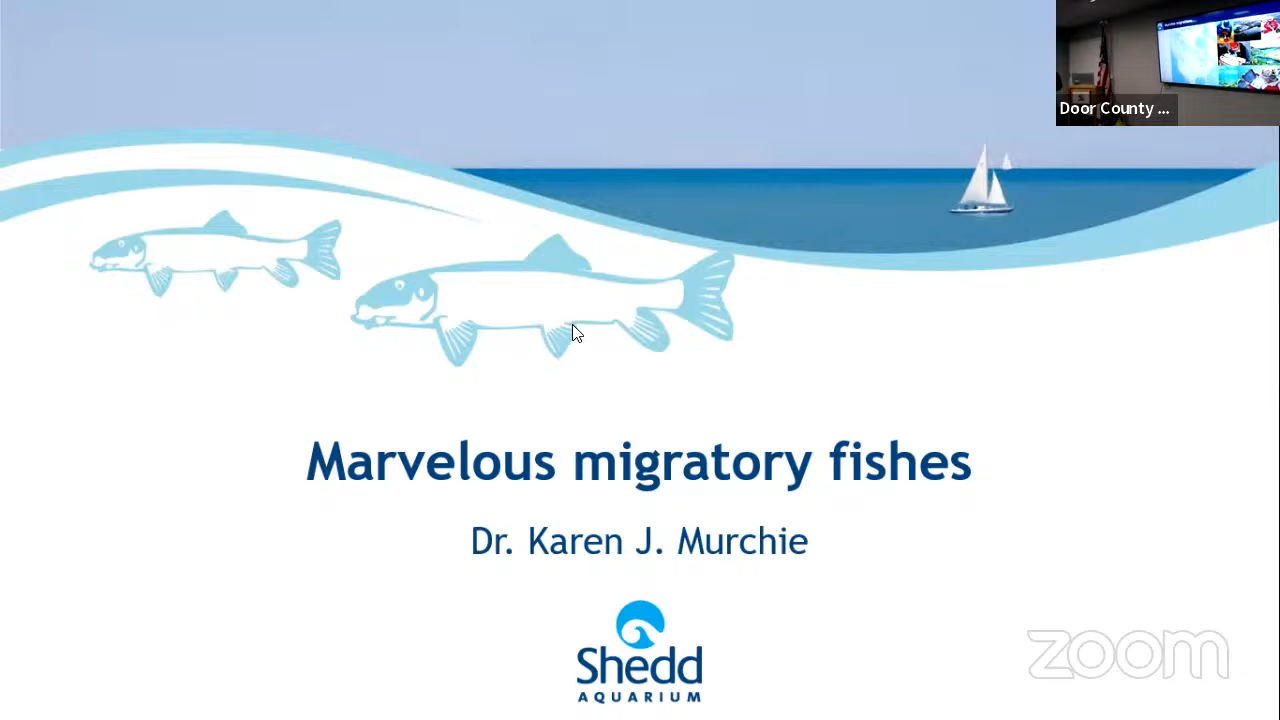 Door County ...
Marvelous migratory fishes
Dr. Karen J. Murchie
Shedd
AQUARIUM
zoom